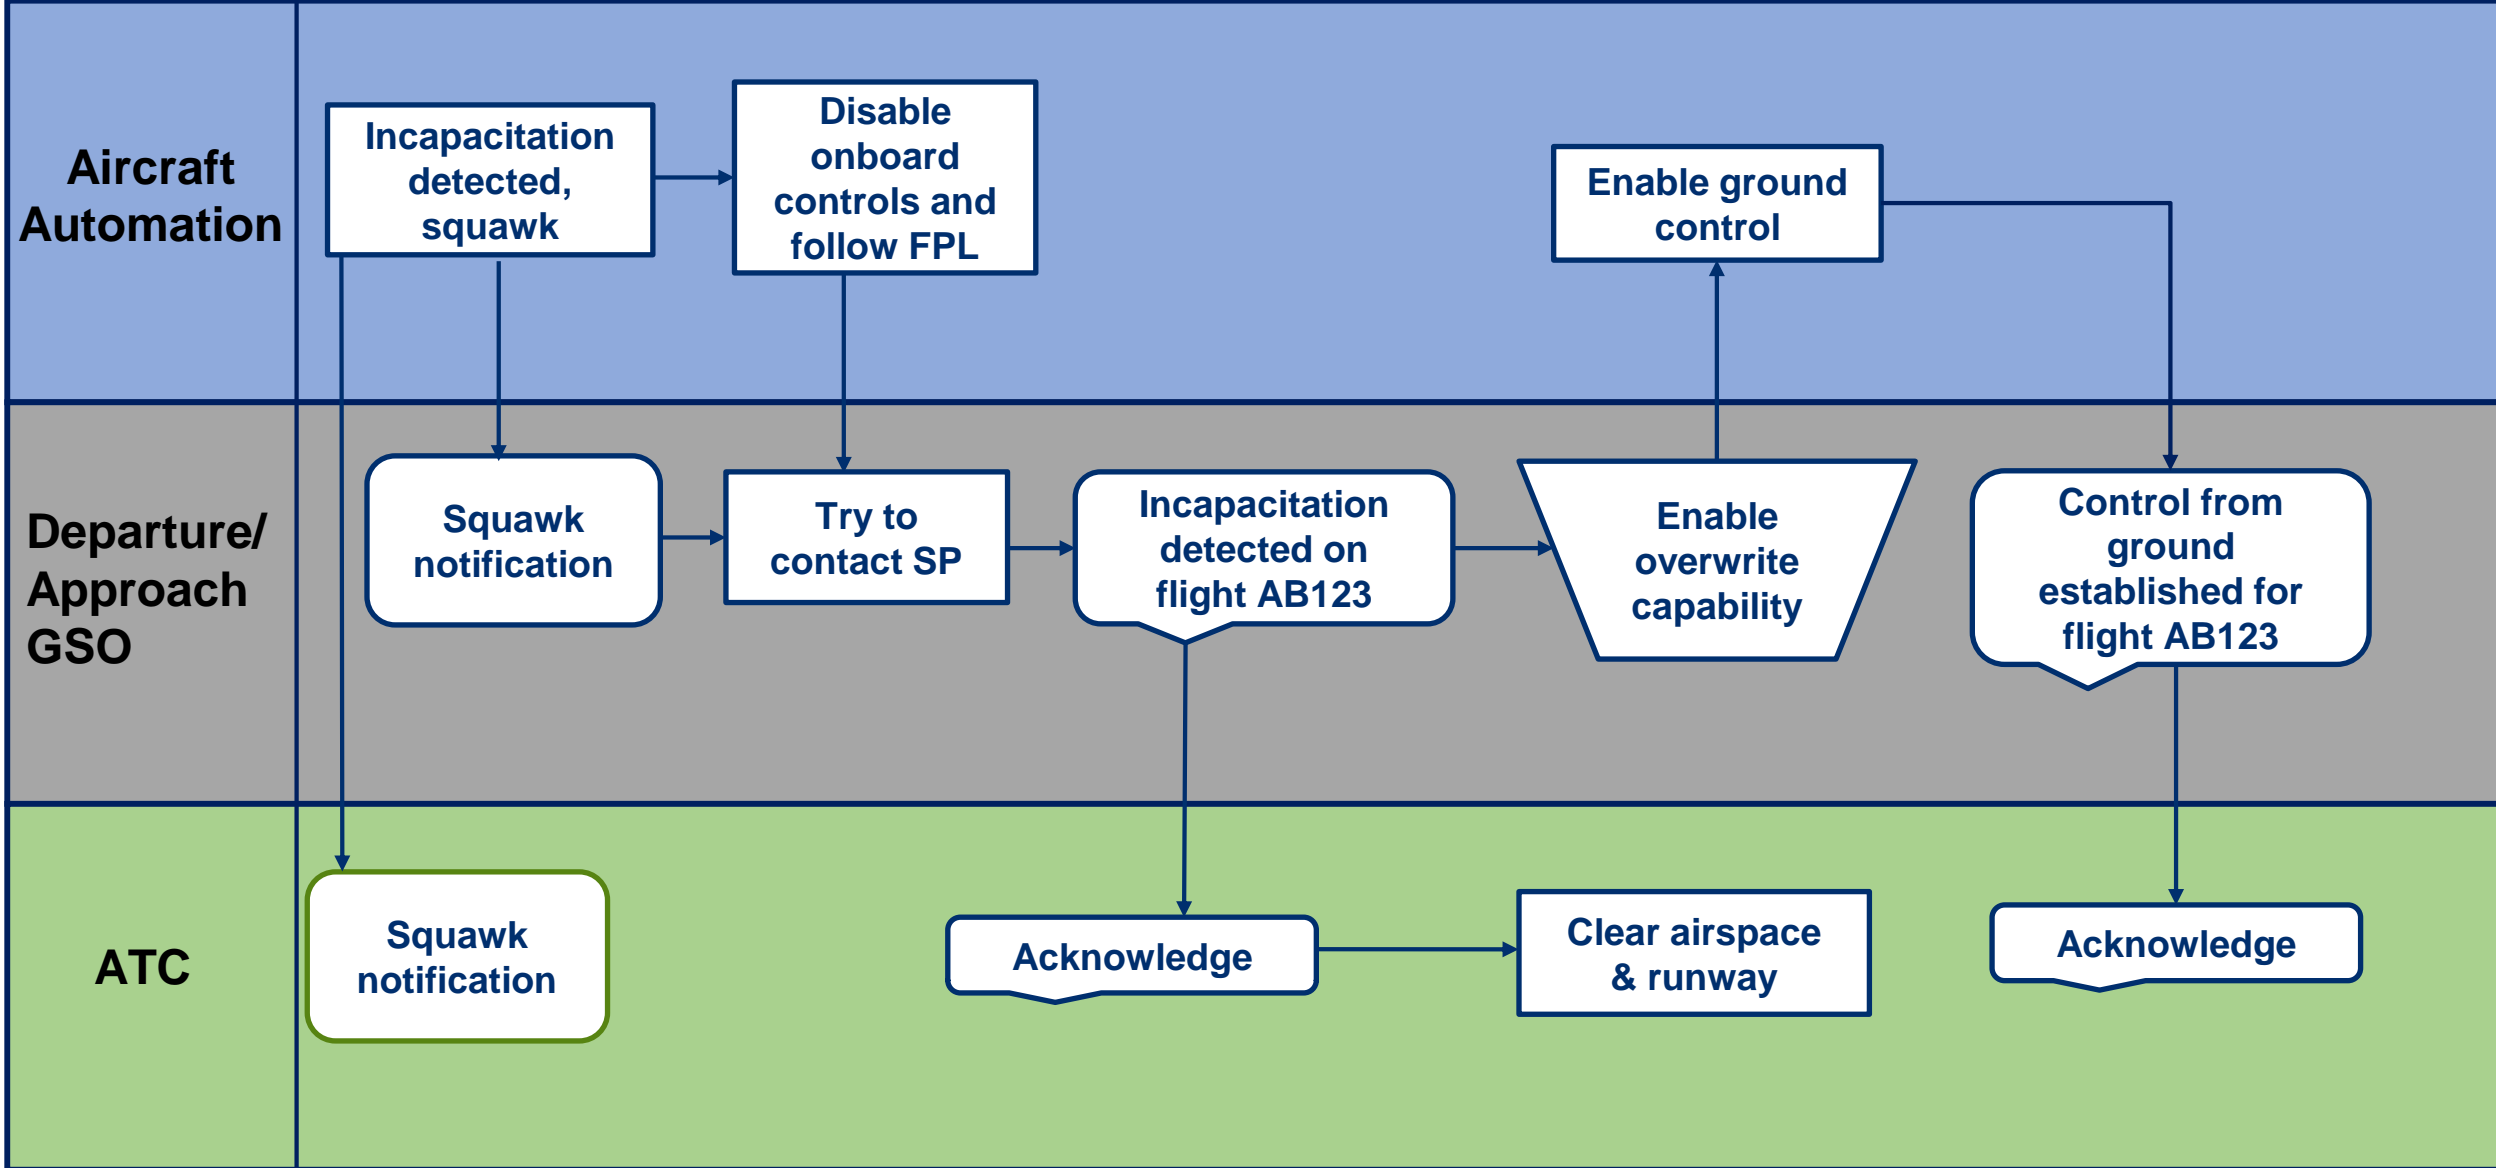 Aircraft
Automation
Incapacitation
detected,
squawk
Disable
onboard
controls and
follow FPL
Enable ground
control
Departure/
Approach
GSO
Squawk
notification
Try to
contact SP
Incapacitation
detected on
flight AB123
Enable
overwrite
capability
Control from
ground
established for
flight AB123
ATC
Squawk
notification
Acknowledge
Clear airspace
& runway
Acknowledge